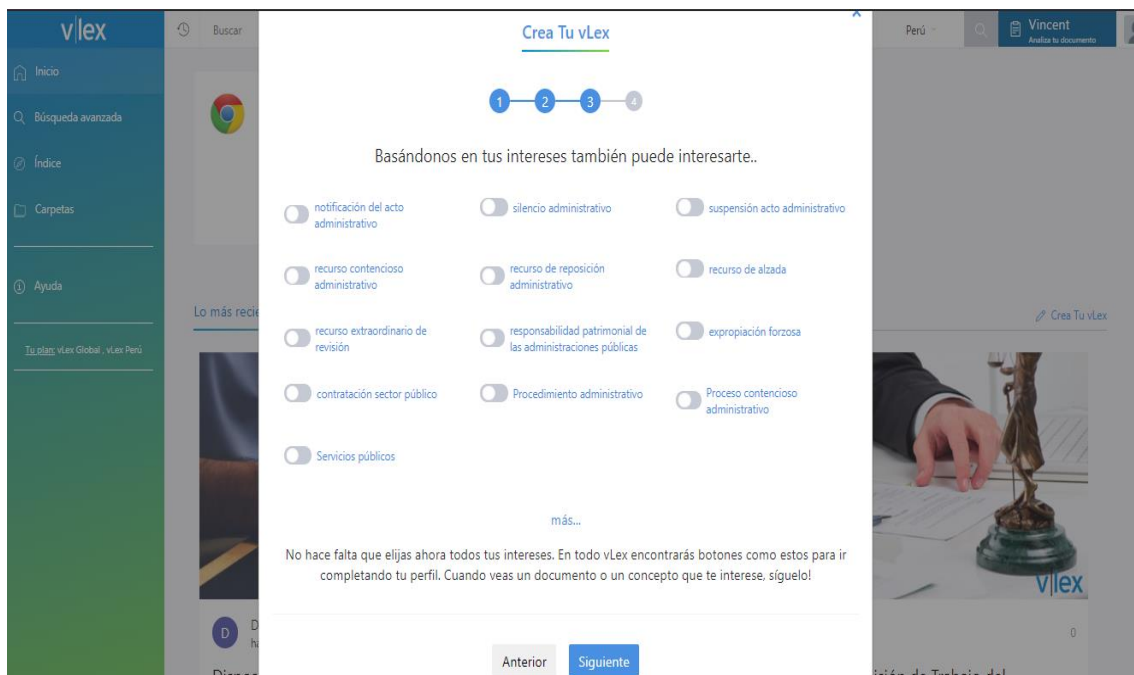 v|lex
Buscar
Crea Tu vLex
Perú
Vincent
Analiza tu documento
Inicio
Búsqueda avanzada
Índice
Carpetas
Ayuda
Tu plan: vLex Global , vLex Perú
1
2
3
4
Basándonos en tus intereses también puede interesarte..
notificación del acto
administrativo
silencio administrativo
suspensión acto administrativo
recurso contencioso
administrativo
recurso de reposición
administrativo
recurso de alzada
recurso extraordinario de
revisión
responsabilidad patrimonial de
las administraciones públicas
expropiación forzosa
contratación sector público
Procedimiento administrativo
Proceso contencioso
administrativo
Servicios públicos
más...
No hace falta que elijas ahora todos tus intereses. En todo vLex encontrarás botones como estos para ir
completando tu perfil. Cuando veas un documento o un concepto que te interese, síguelo!
Anterior
Siguiente
Lo más recie
Crea Tu vLex
v|lex
D
D
ha
0
de Trabajo del